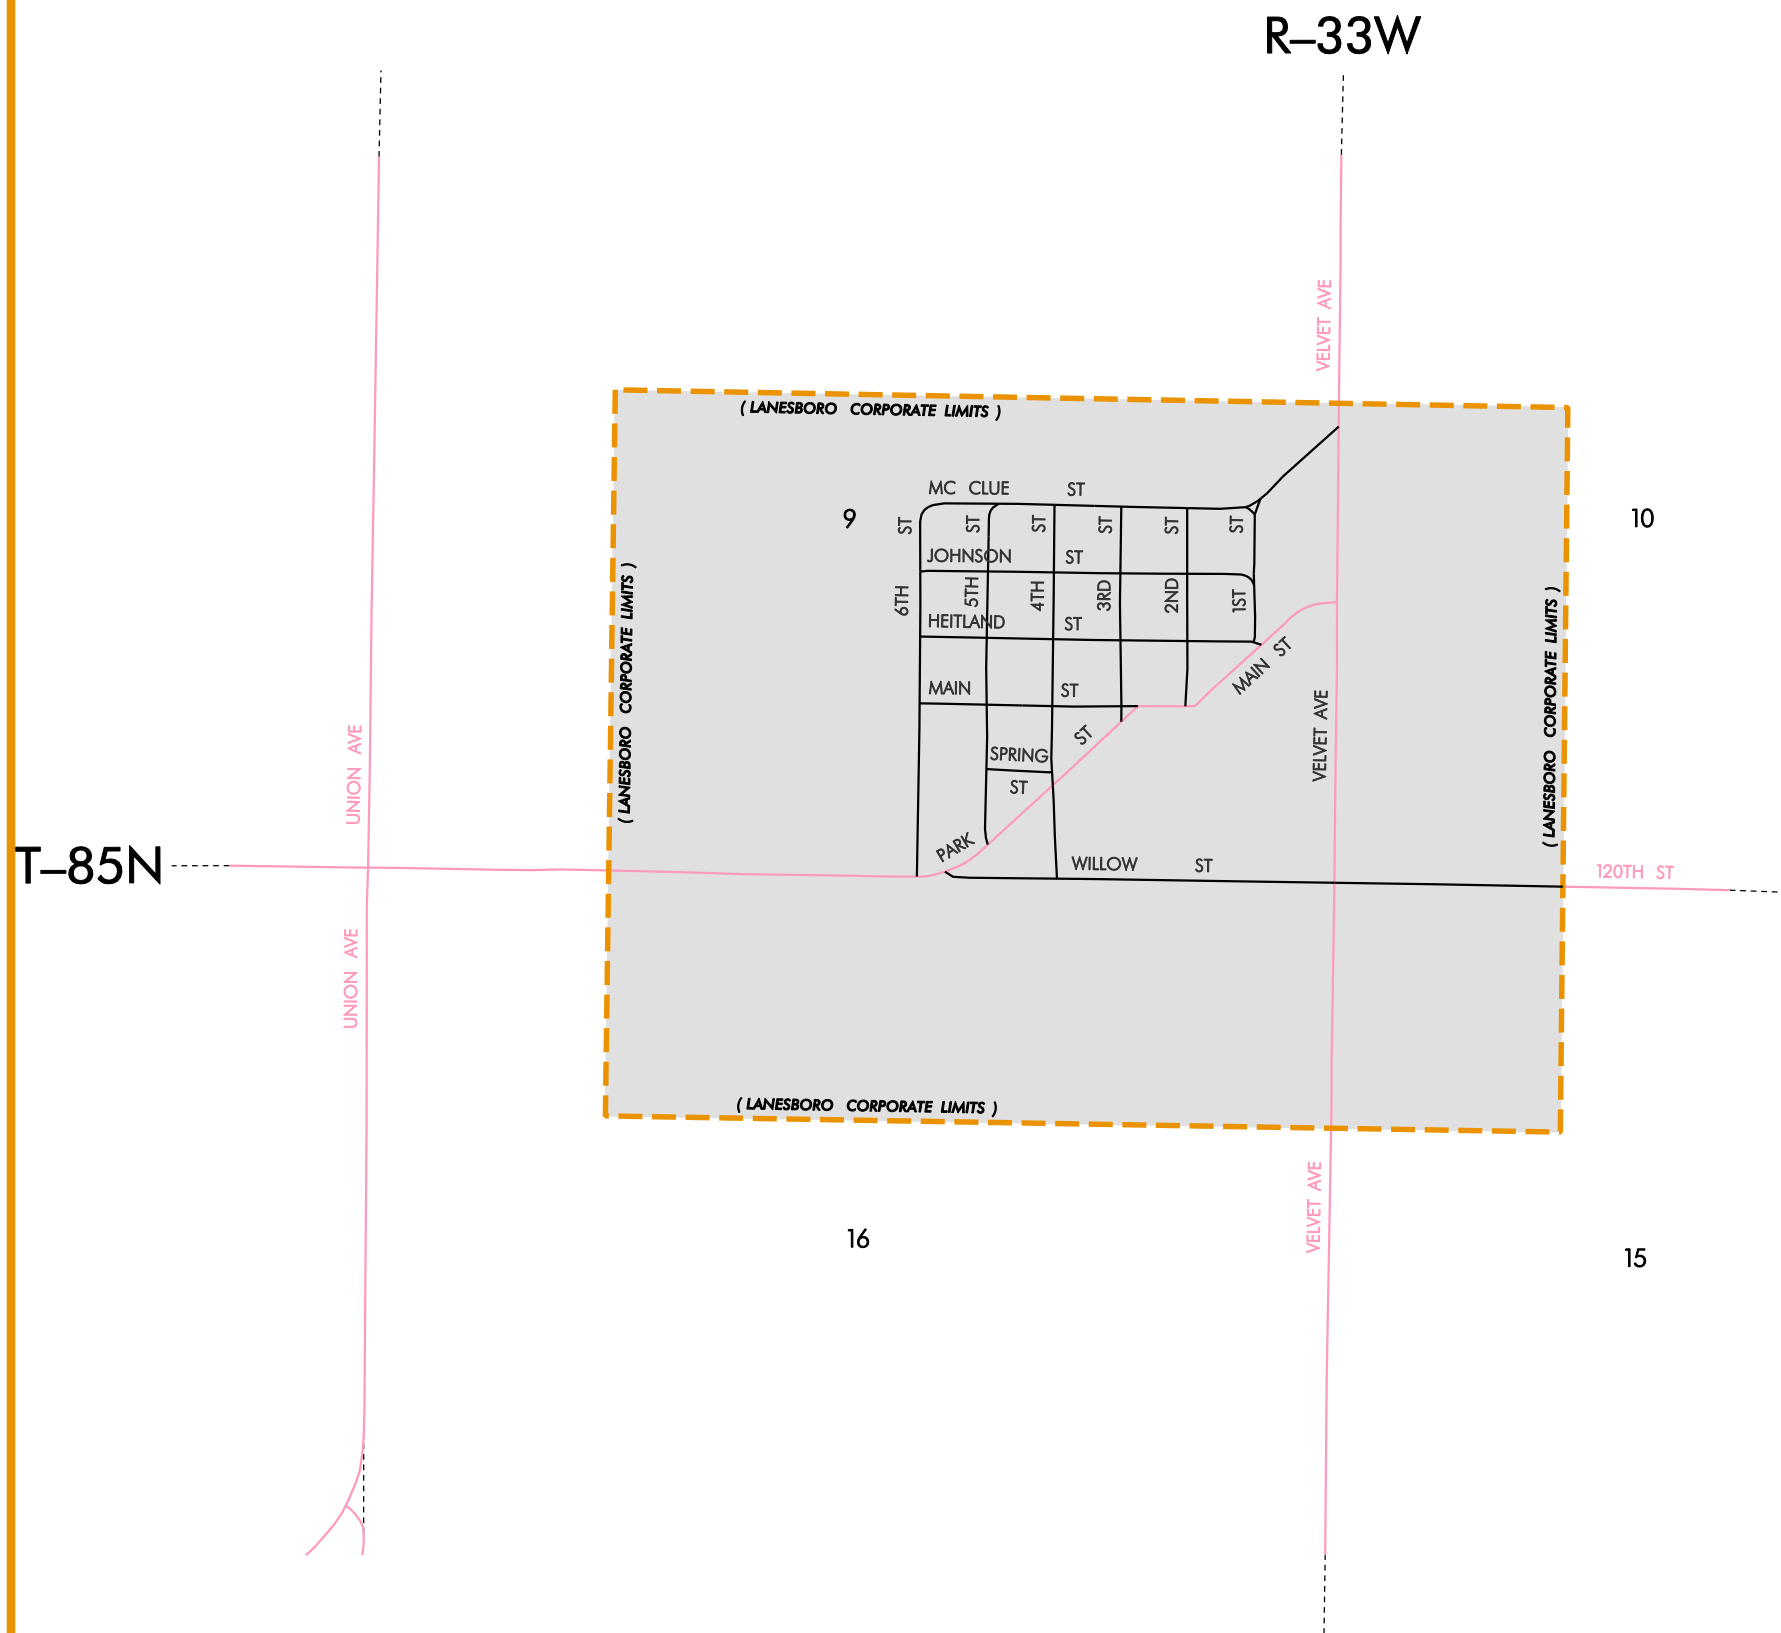 R–33W
VELVET AVE
( LANESBORO CORPORATE LIMITS )
MC CLUE ST
9
10
6TH ST
5TH ST
4TH ST
3RD ST
2ND ST
1ST ST
JOHNSON ST
HEITLAND ST
MAIN ST
MAIN ST
( LANESBORO CORPORATE LIMITS )
( LANESBORO CORPORATE LIMITS )
VELVET AVE
UNION AVE
SPRING
ST
PARK ST
T–85N
WILLOW ST
120TH ST
UNION AVE
( LANESBORO CORPORATE LIMITS )
VELVET AVE
16
15